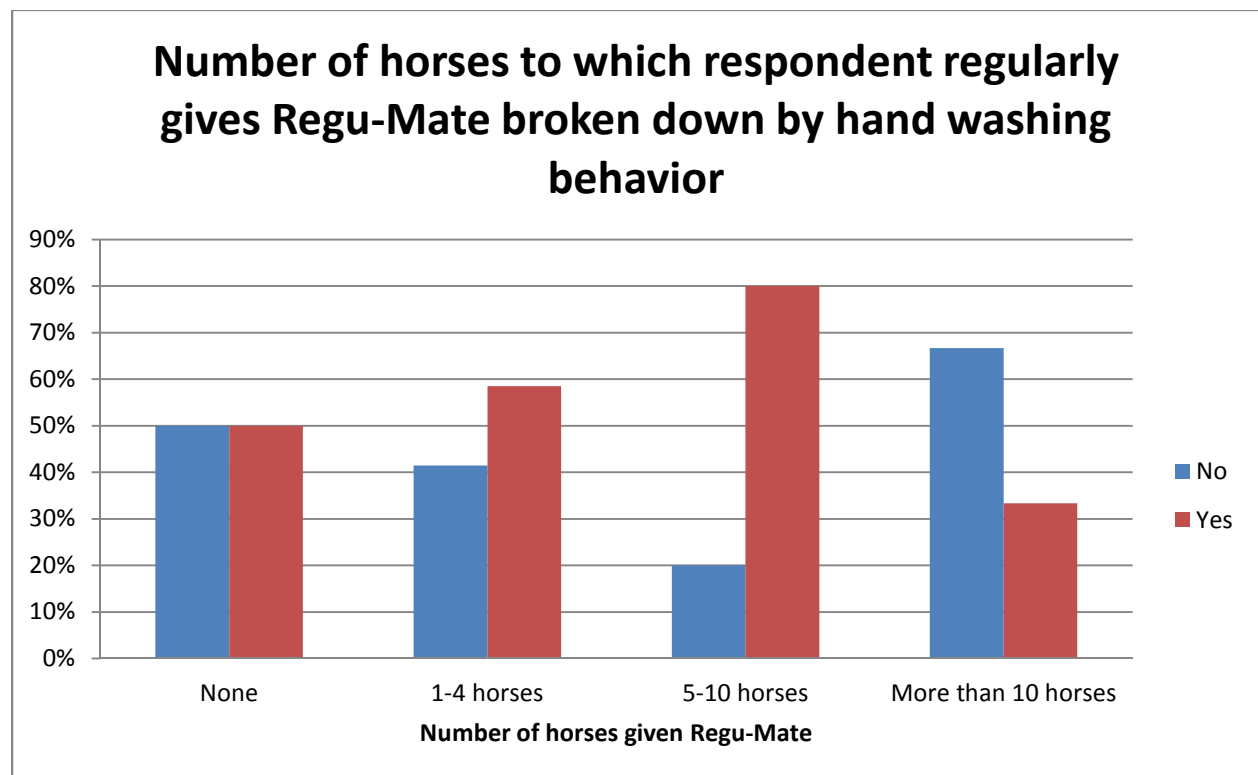 Number of horses to which respondent regularly
gives Regu-Mate broken down by hand washing
behavior
90%
80%
70%
60%
50%
40%
30%
20%
10%
0%
No
Yes
None
1-4 horses
5-10 horses
More than 10 horses
Number of horses given Regu-Mate